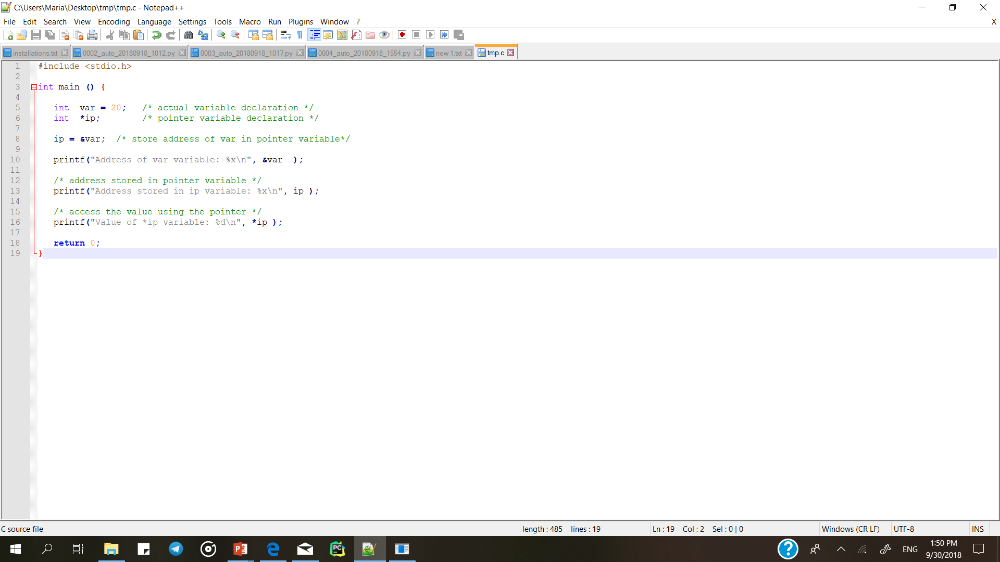 C:\Users\Maria\Desktop\tmp\tmp.c - Notepad++
File Edit Search View Encoding Language Settings Tools Macro Run Plugins Window ? X
installations.txt 0002_auto_20180918_1012.py 0003_auto_20180918_1017.py 0004_auto_20180918_1554.py new 1.txt tmp.c
1 #include <stdio.h>
2
3 int main () {
4
5 int  var = 20;   /* actual variable declaration */
6 int  *ip;        /* pointer variable declaration */
7
8 ip = &var;  /* store address of var in pointer variable*/
9
10 printf("Address of var variable: %x\n", &var  );
11
12 /* address stored in pointer variable */
13 printf("Address stored in ip variable: %x\n", ip );
14
15 /* access the value using the pointer */
16 printf("Value of *ip variable: %d\n", *ip );
17
18 return 0;
19 }
C source file length : 485 lines : 19 Ln : 19 Col : 2 Sel : 0 | 0 Windows (CR LF) UTF-8 INS
ENG 1:50 PM
9/30/2018